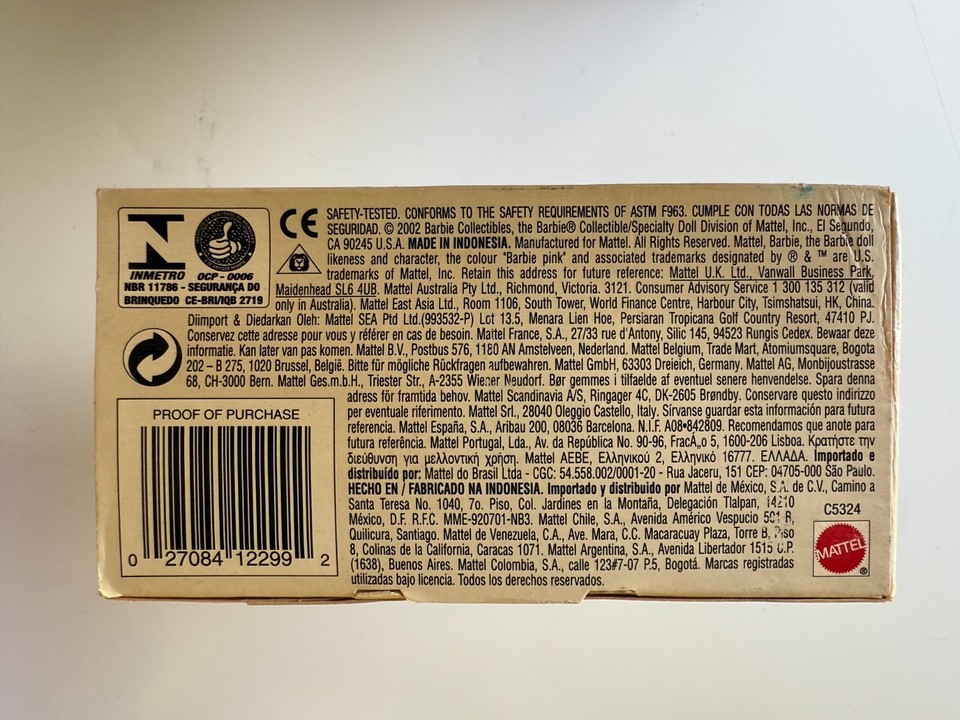 INMETRO OCP - 0006
NBR 11786 - SEGURANÇA DO
BRINQUEDO CE-BRI/IQB 2719
CE
SAFETY-TESTED. CONFORMS TO THE SAFETY REQUIREMENTS OF ASTM F963. CUMPLE CON TODAS LAS NORMAS DE
SEGURIDAD. © 2002 Barbie Collectibles, the Barbie® Collectible/Specialty Doll Division of Mattel, Inc., El Segundo,
CA 90245 U.S.A. MADE IN INDONESIA. Manufactured for Mattel. All Rights Reserved. Mattel, Barbie, the Barbie doll
likeness and character, the colour "Barbie pink" and associated trademarks designated by ® & ™ are U.S.
trademarks of Mattel, Inc. Retain this address for future reference: Mattel U.K. Ltd., Vanwall Business Park,
Maidenhead SL6 4UB. Mattel Australia Pty Ltd., Richmond, Victoria. 3121. Consumer Advisory Service 1 300 135 312 (valid
only in Australia). Mattel East Asia Ltd., Room 1106, South Tower, World Finance Centre, Harbour City, Tsimshatsui, HK, China.
Diimport & Diedarkan Oleh: Mattel SEA Ptd Ltd.(993532-P) Lot 13.5, Menara Lien Hoe, Persiaran Tropicana Golf Country Resort, 47410 PJ.
Conservez cette adresse pour vous y référer en cas de besoin. Mattel France, S.A., 27/33 rue d'Antony, Silic 145, 94523 Rungis Cedex. Bewaar deze
informatie. Kan later van pas komen. Mattel B.V., Postbus 576, 1180 AN Amstelveen, Nederland. Mattel Belgium, Trade Mart, Atomiumsquare, Bogota
202 – B 275, 1020 Brussel, België. Bitte für mögliche Rückfragen aufbewahren. Mattel GmbH, 63303 Dreieich, Germany. Mattel AG, Monbijoustrasse
68, CH-3000 Bern. Mattel Ges.m.b.H., Triester Str., A-2355 Wiener Neudorf. Bør gemmes i tilfælde af eventuel senere henvendelse. Spara denna
adress för framtida behov. Mattel Scandinavia A/S, Ringager 4C, DK-2605 Brøndby. Conservare questo indirizzo
per eventuale riferimento. Mattel Srl., 28040 Oleggio Castello, Italy. Sírvanse guardar esta información para futura
referencia. Mattel España, S.A., Aribau 200, 08036 Barcelona. N.I.F. A08•842809. Recomendamos que anote para
futura referência. Mattel Portugal, Lda., Av. da República No. 90-96, FracÁ„o 5, 1600-206 Lisboa. Κρατήστε την
διεύθυνση για μελλοντική χρήση. Mattel AEBE, Ελληνικού 2, Ελληνικό 16777. ΕΛΛΑΔΑ. Importado e
distribuído por: Mattel do Brasil Ltda - CGC: 54.558.002/0001-20 - Rua Jaceru, 151 CEP: 04705-000 São Paulo.
HECHO EN / FABRICADO NA INDONESIA. Importado y distribuido por Mattel de México, S.A. de C.V., Camino a
Santa Teresa No. 1040, 7o. Piso, Col. Jardines en la Montaña, Delegación Tlalpan, 14210
México, D.F. R.F.C. MME-920701-NB3. Mattel Chile, S.A., Avenida Américo Vespucio 501 R,
Quilicura, Santiago. Mattel de Venezuela, C.A., Ave. Mara, C.C. Macaracuay Plaza, Torre B, Piso
8, Colinas de la California, Caracas 1071. Mattel Argentina, S.A., Avenida Libertador 1515 C.P.
(1638), Buenos Aires. Mattel Colombia, S.A., calle 123#7-07 P.5, Bogotá. Marcas registradas
utilizadas bajo licencia. Todos los derechos reservados.
PROOF OF PURCHASE
0 27084 12299 2
C5324
MATTEL
®